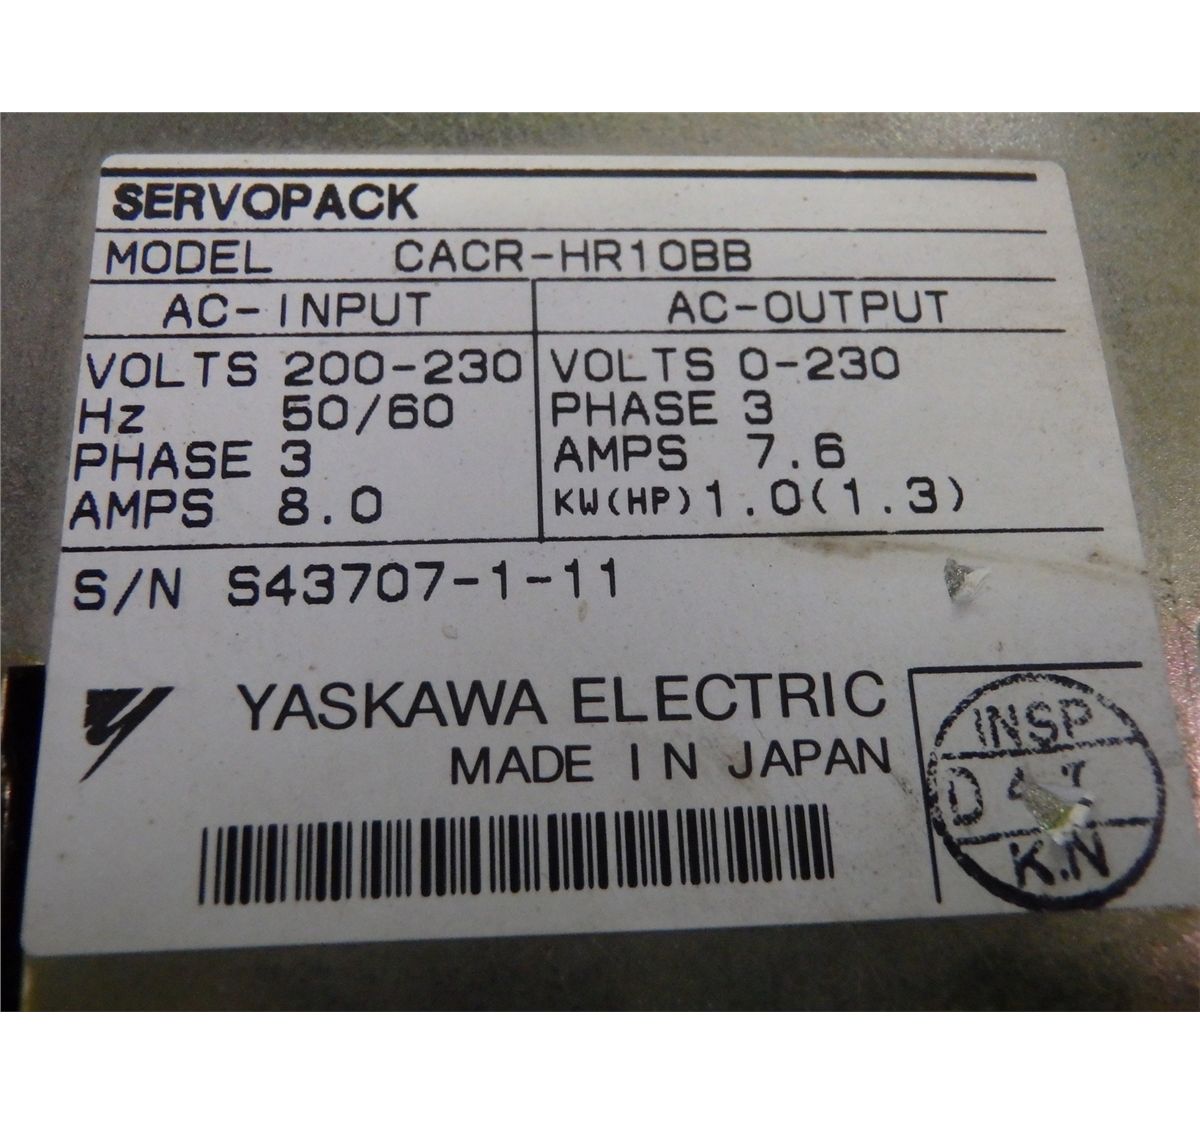 SERVOPACK
MODEL CACR-HR10BB
AC-INPUT
VOLTS 200-230
Hz 50/60
PHASE 3
AMPS 8.0
AC-OUTPUT
VOLTS 0-230
PHASE 3
AMPS 7.6
KW(HP) 1.0(1.3)
S/N S43707-1-11
YASKAWA ELECTRIC
MADE IN JAPAN
INSP
D
K.N